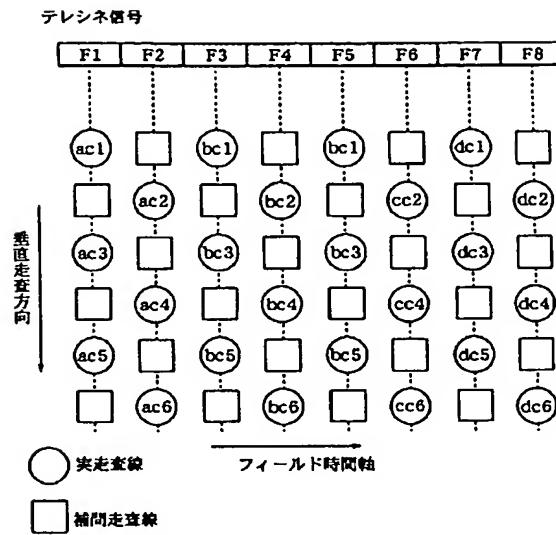 テレシネ信号
F1 F2 F3 F4 F5 F6 F7 F8
ac1 bc1 bc1 dc1
ac2 bc2 cc2 dc2
ac3 bc3 bc3 dc3
ac4 bc4 cc4 dc4
ac5 bc5 bc5 dc5
ac6 bc6 cc6 dc6
垂直走査方向
フィールド時間軸
実走査線
補間走査線